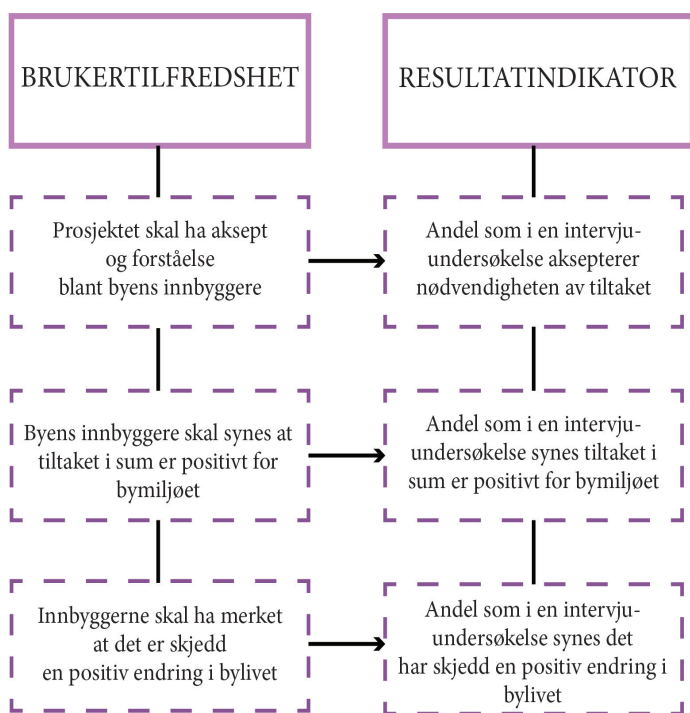 BRUKERTILFREDSHET
RESULTATINDIKATOR
Prosjektet skal ha aksept
og forståelse
blant byens innbyggere
Andel som i en intervju-
undersøkelse aksepterer
nødvendigheten av tiltaket
Byens innbyggere skal synes at
tiltaket i sum er positivt for
bymiljøet
Andel som i en intervju-
undersøkelse synes tiltaket i
sum er positivt for bymiljøet
Innbyggerne skal ha merket
at det er skjedd
en positiv endring i bylivet
Andel som i en intervju-
undersøkelse synes det
har skjedd en positiv endring i
bylivet